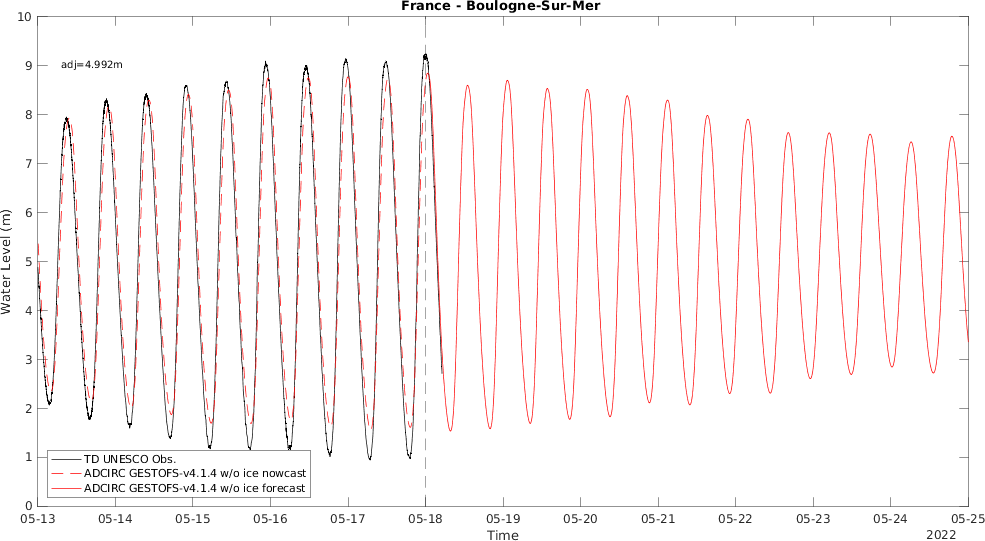 France - Boulogne-Sur-Mer
10
9
8
7
6
5
4
3
2
1
0
Water Level (m)
adj=4.992m
TD UNESCO Obs.
ADCIRC GESTOFS-v4.1.4 w/o ice nowcast
ADCIRC GESTOFS-v4.1.4 w/o ice forecast
05-13 05-14 05-15 05-16 05-17 05-18 05-19 05-20 05-21 05-22 05-23 05-24 05-25
Time
2022